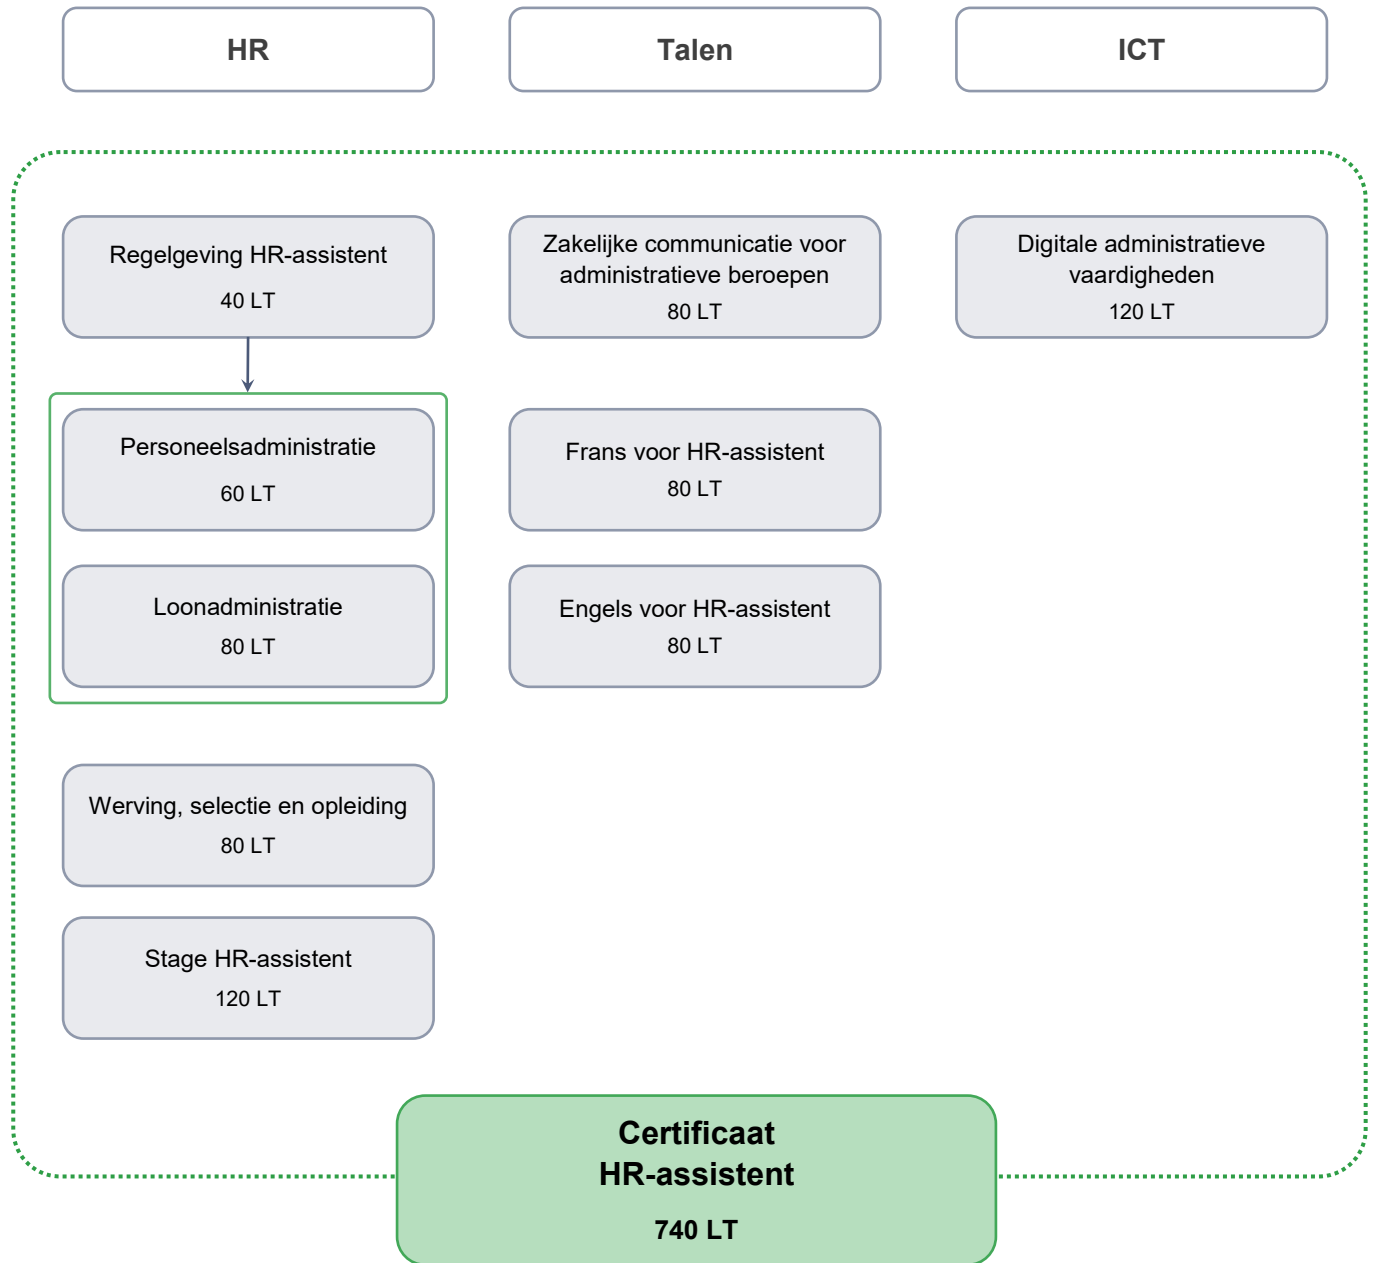 HR
Talen
ICT
Regelgeving HR-assistent
40 LT
Zakelijke communicatie voor
administratieve beroepen
80 LT
Digitale administratieve
vaardigheden
120 LT
Personeelsadministratie
60 LT
Frans voor HR-assistent
80 LT
Loonadministratie
80 LT
Engels voor HR-assistent
80 LT
Werving, selectie en opleiding
80 LT
Stage HR-assistent
120 LT
Certificaat
HR-assistent
740 LT